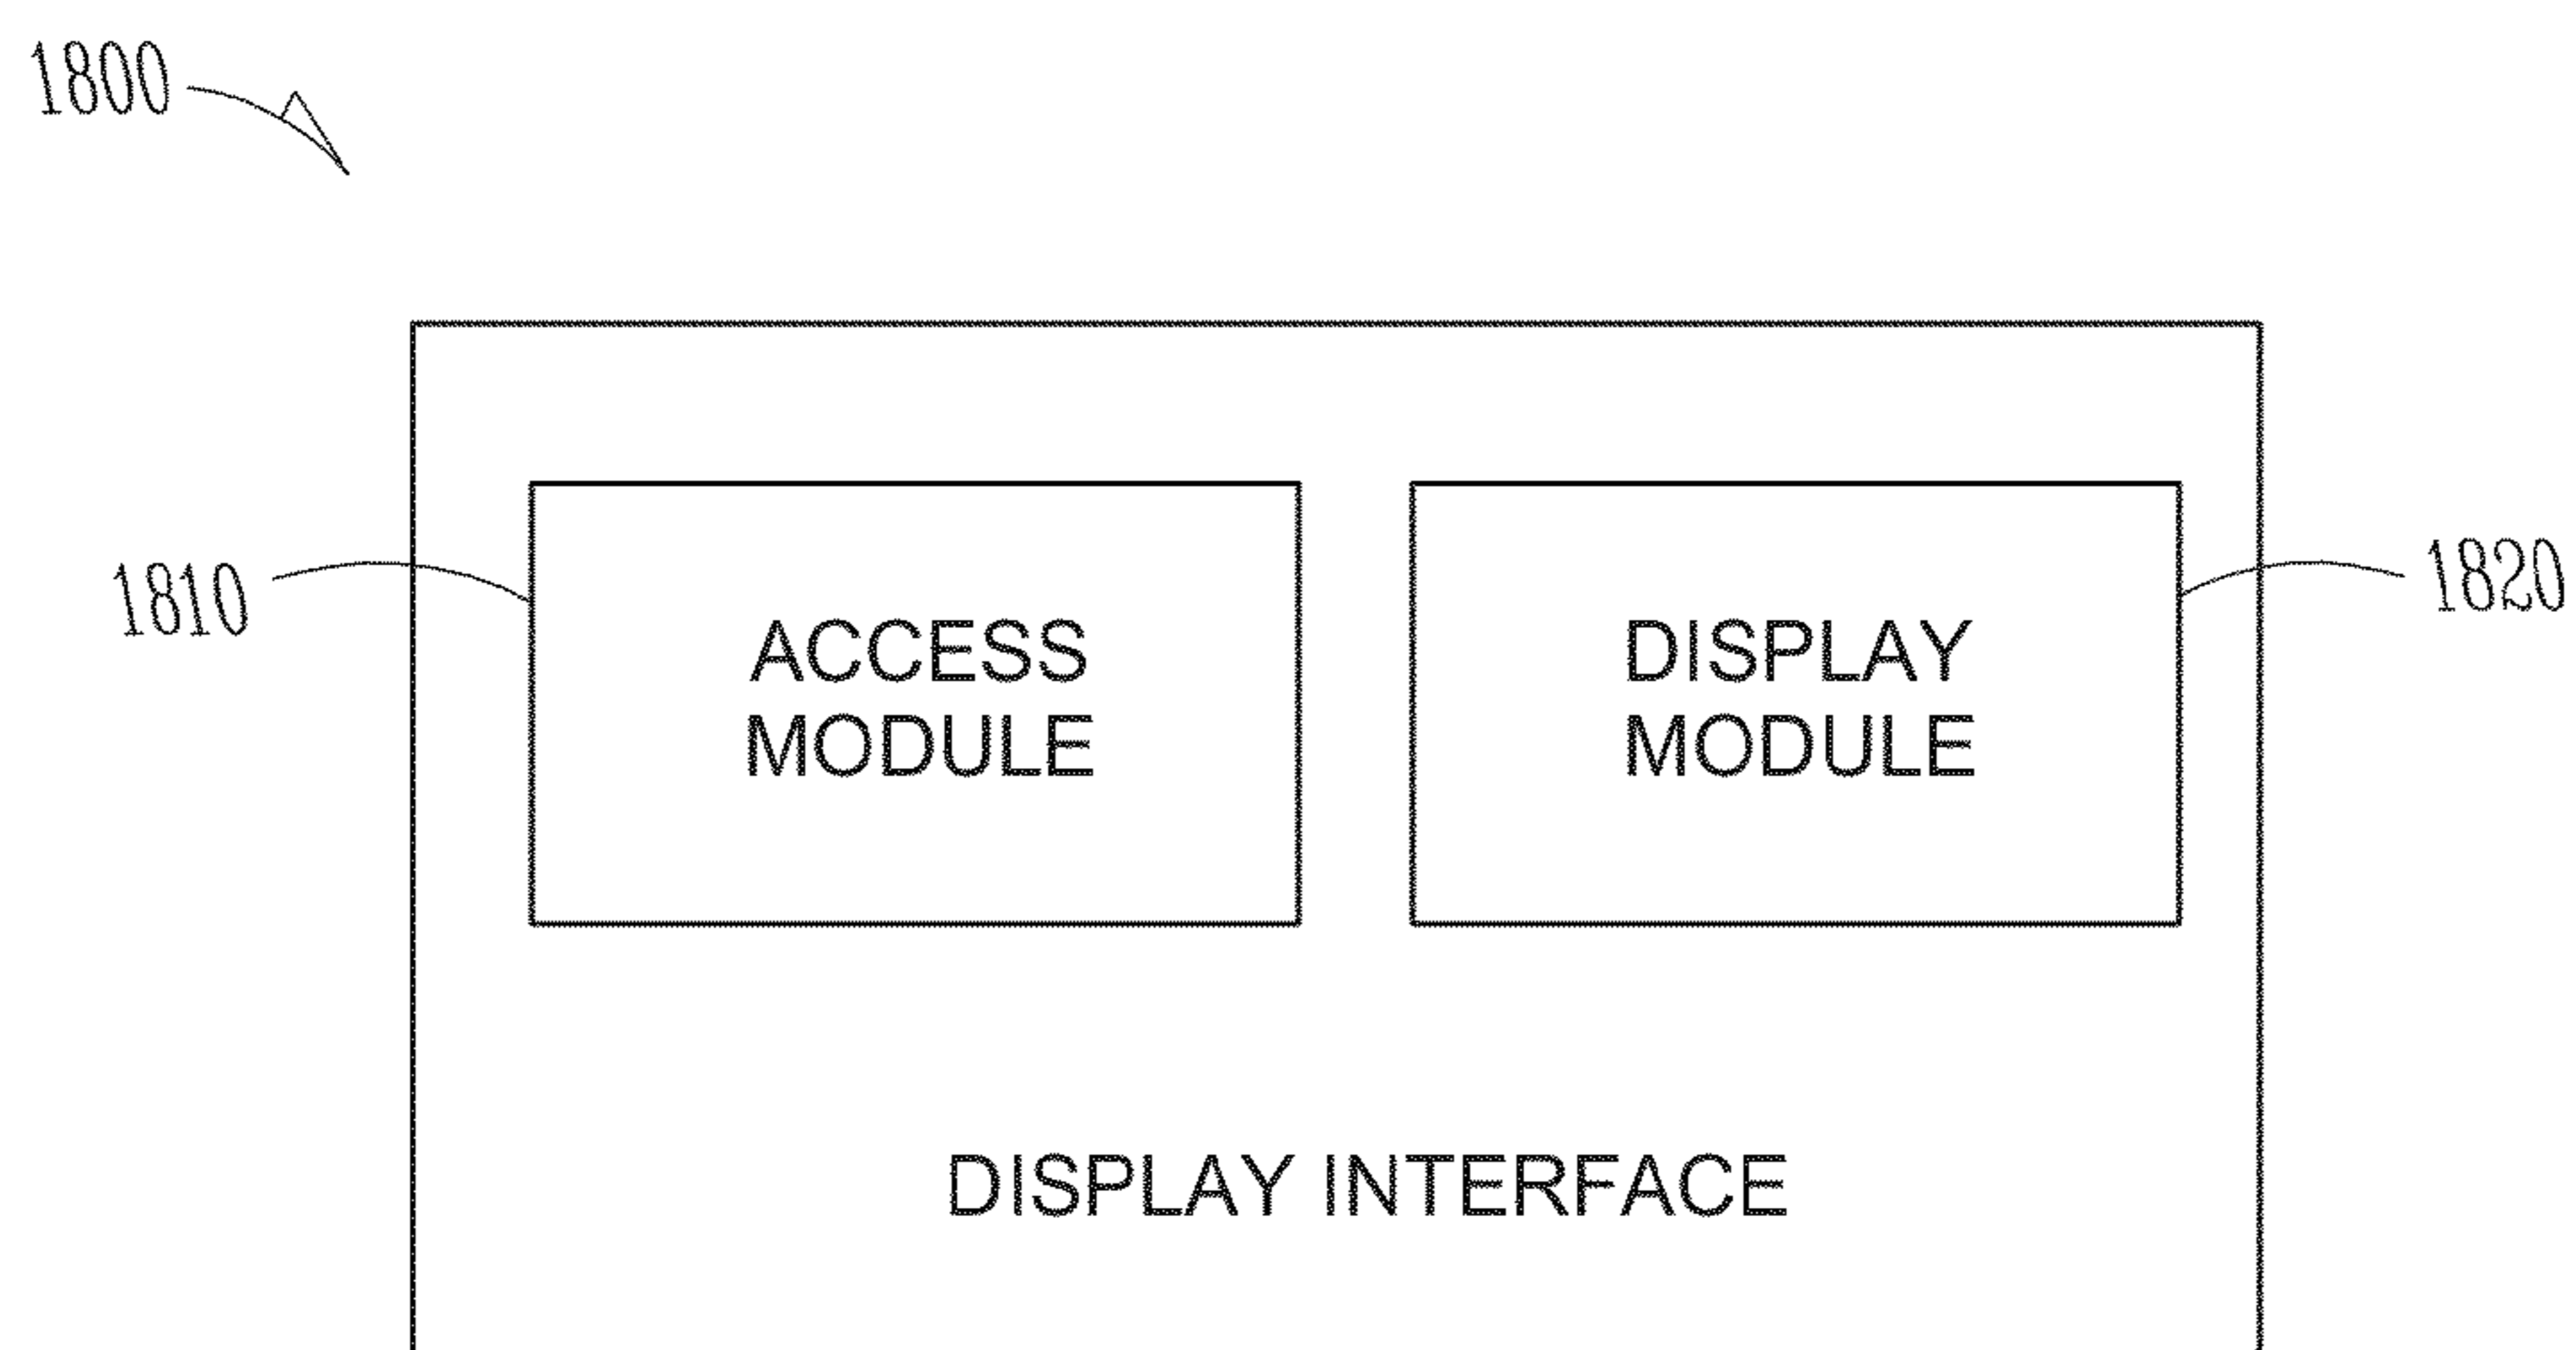 1800
1810
ACCESS
MODULE
DISPLAY
MODULE
1820
DISPLAY INTERFACE